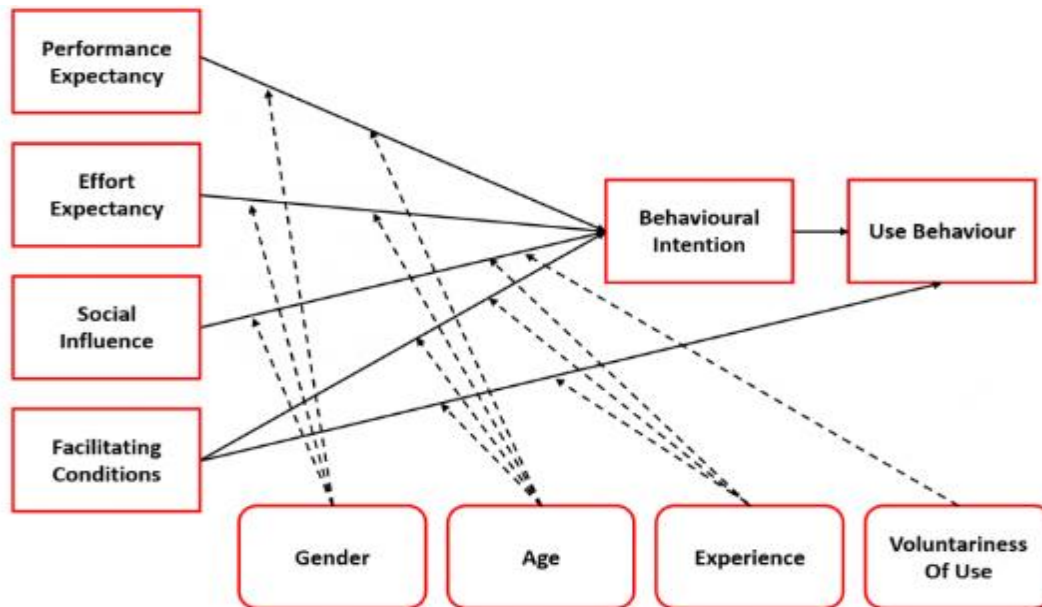 Performance
Expectancy
Effort
Expectancy
Social
Influence
Facilitating
Conditions
Behavioural
Intention
Use Behaviour
Gender
Age
Experience
Voluntariness
Of Use